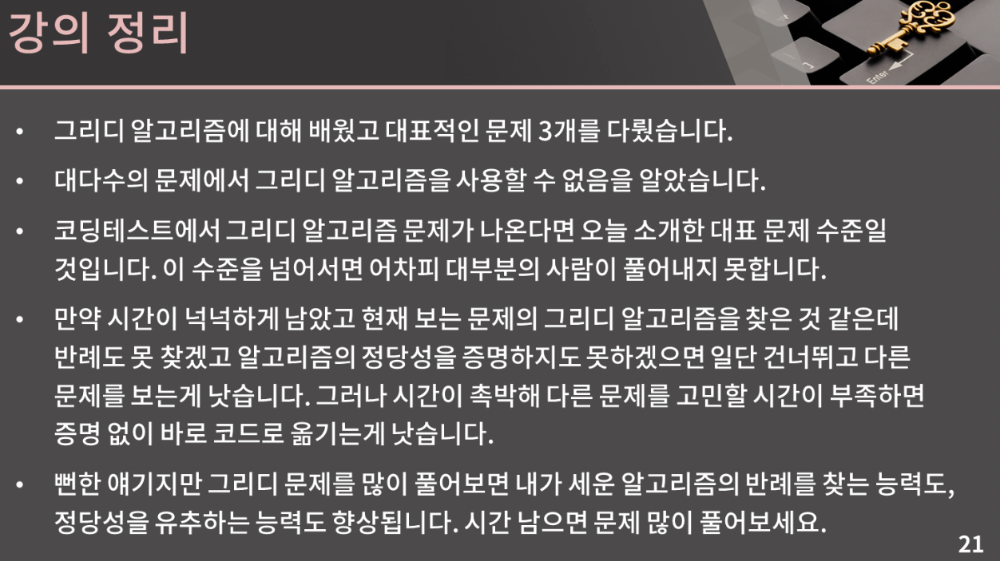 강의 정리
Enter
• 그리디 알고리즘에 대해 배웠고 대표적인 문제 3개를 다뤘습니다.
• 대다수의 문제에서 그리디 알고리즘을 사용할 수 없음을 알았습니다.
• 코딩테스트에서 그리디 알고리즘 문제가 나온다면 오늘 소개한 대표 문제 수준일
것입니다. 이 수준을 넘어서면 어차피 대부분의 사람이 풀어내지 못합니다.
• 만약 시간이 넉넉하게 남았고 현재 보는 문제의 그리디 알고리즘을 찾은 것 같은데
반례도 못 찾겠고 알고리즘의 정당성을 증명하지도 못하겠으면 일단 건너뛰고 다른
문제를 보는게 낫습니다. 그러나 시간이 촉박해 다른 문제를 고민할 시간이 부족하면
증명 없이 바로 코드로 옮기는게 낫습니다.
• 뻔한 얘기지만 그리디 문제를 많이 풀어보면 내가 세운 알고리즘의 반례를 찾는 능력도,
정당성을 유추하는 능력도 향상됩니다. 시간 남으면 문제 많이 풀어보세요.
21